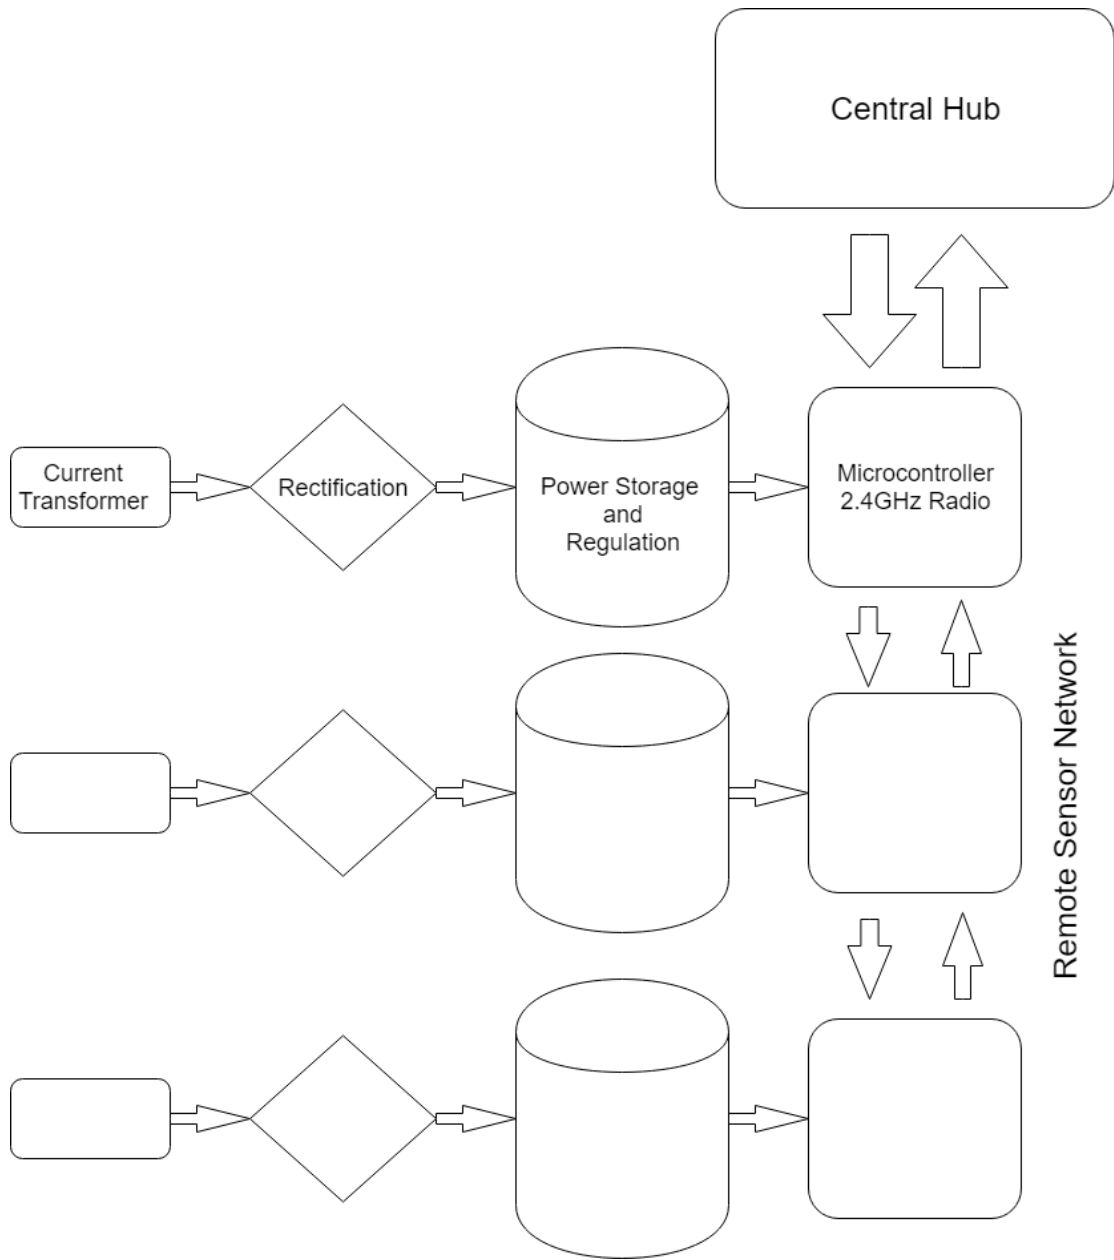 Central Hub
Current
Transformer
Rectification
Power Storage
and
Regulation
Microcontroller
2.4GHz Radio
Remote Sensor Network